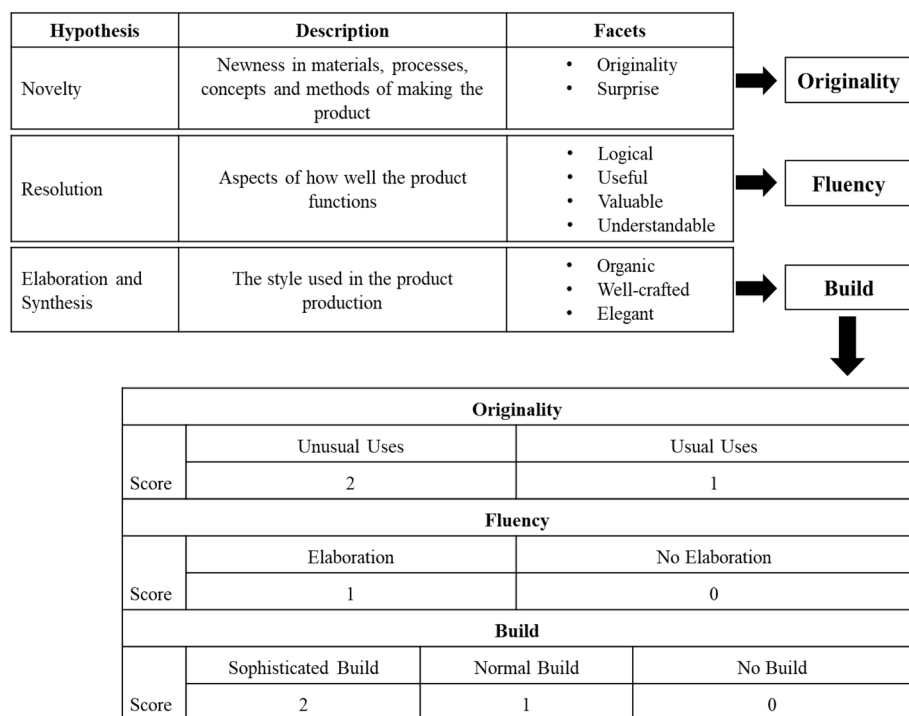 Hypothesis Description Facets
Novelty
Newness in materials, processes,
concepts and methods of making the
product
• Originality
• Surprise
Originality
Resolution
Aspects of how well the product
functions
• Logical
• Useful
• Valuable
• Understandable
Fluency
Elaboration and
Synthesis
The style used in the product
production
• Organic
• Well-crafted
• Elegant
Build
Originality
Unusual Uses Usual Uses
Score 2 1
Fluency
Elaboration No Elaboration
Score 1 0
Build
Sophisticated Build Normal Build No Build
Score 2 1 0